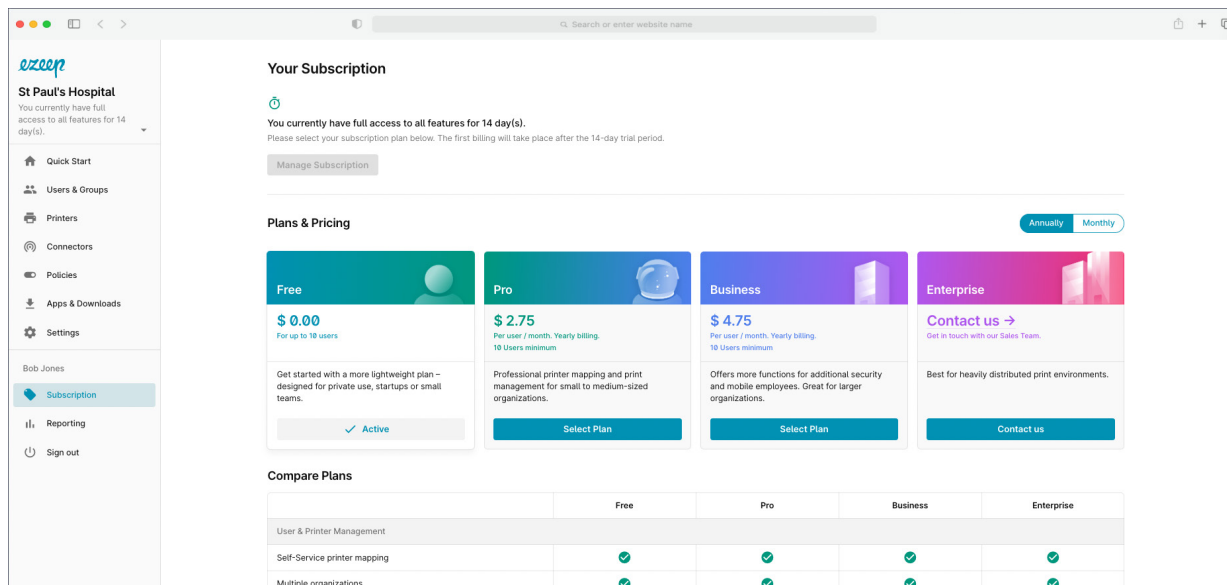 Search or enter website name
ezeep
St Paul's Hospital
You currently have full
access to all features for 14
day(s).
Quick Start
Users & Groups
Printers
Connectors
Policies
Apps & Downloads
Settings
Bob Jones
Subscription
Reporting
Sign out
Your Subscription
You currently have full access to all features for 14 day(s).
Please select your subscription plan below. The first billing will take place after the 14-day trial period.
Manage Subscription
Plans & Pricing
Annually
Monthly
Free
$ 0.00
For up to 10 users
Get started with a more lightweight plan –
designed for private use, startups or small
teams.
Active
Pro
$ 2.75
Per user / month. Yearly billing.
10 Users minimum
Professional printer mapping and print
management for small to medium-sized
organizations.
Select Plan
Business
$ 4.75
Per user / month. Yearly billing.
10 Users minimum
Offers more functions for additional security
and mobile employees. Great for larger
organizations.
Select Plan
Enterprise
Contact us →
Get in touch with our Sales Team.
Best for heavily distributed print environments.
Contact us
Compare Plans
Free Pro Business Enterprise
User & Printer Management
Self-Service printer mapping
Multiple organizations